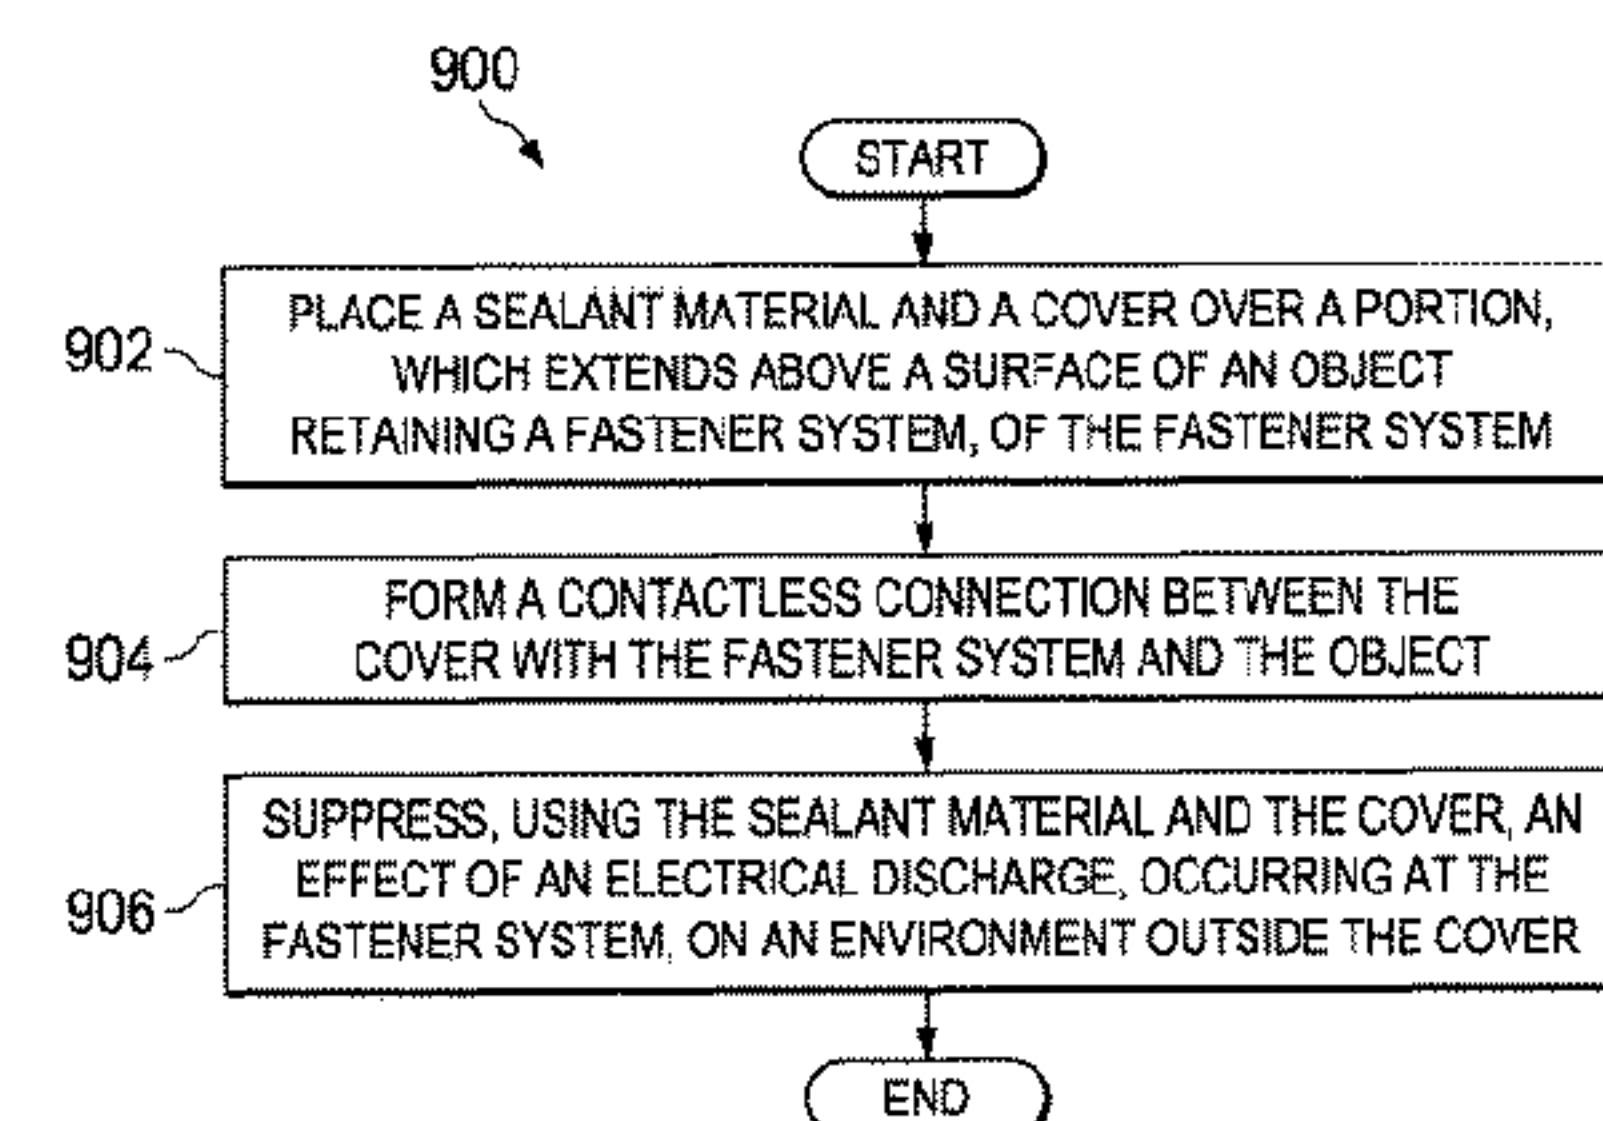 900
START
902
PLACE A SEALANT MATERIAL AND A COVER OVER A PORTION,
WHICH EXTENDS ABOVE A SURFACE OF AN OBJECT
RETAINING A FASTENER SYSTEM, OF THE FASTENER SYSTEM
904
FORM A CONTACTLESS CONNECTION BETWEEN THE
COVER WITH THE FASTENER SYSTEM AND THE OBJECT
906
SUPPRESS, USING THE SEALANT MATERIAL AND THE COVER, AN
EFFECT OF AN ELECTRICAL DISCHARGE, OCCURRING AT THE
FASTENER SYSTEM, ON AN ENVIRONMENT OUTSIDE THE COVER
END